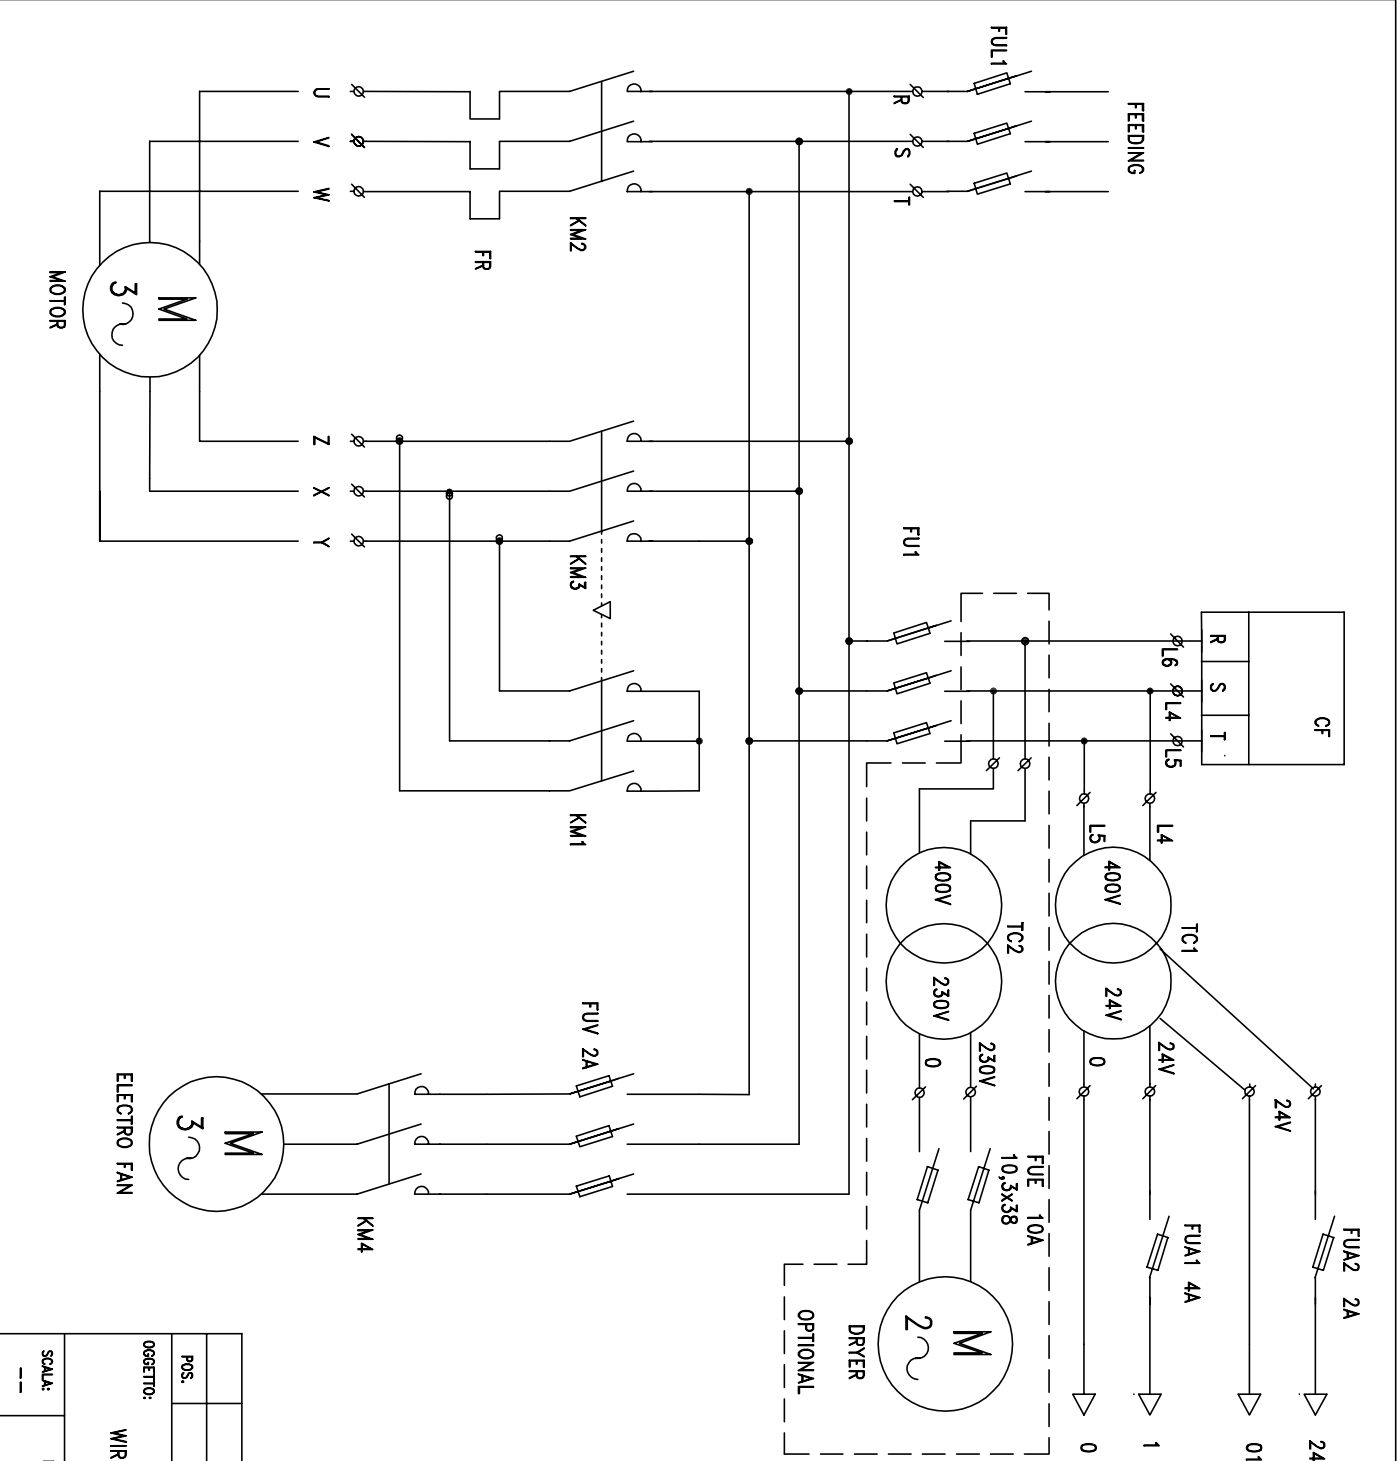 CF
FUA2 2A
24
24V
01
R
S
T
L6
L4
L5
TC1
FUA1 4A
L4
400V
24V
24V
1
L5
0
0
FEEDING
FUL1
R
S
T
FU1
TC2
FUE 10A
10,3x38
400V
230V
230V
0
M
2~
DRYER
OPTIONAL
KM2
KM3
KM1
FUV 2A
FR
KM4
U
V
W
Z
X
Y
M
3~
MOTOR
M
3~
ELECTRO FAN
POS.
OGGETTO:
WIR
SCALA:
--